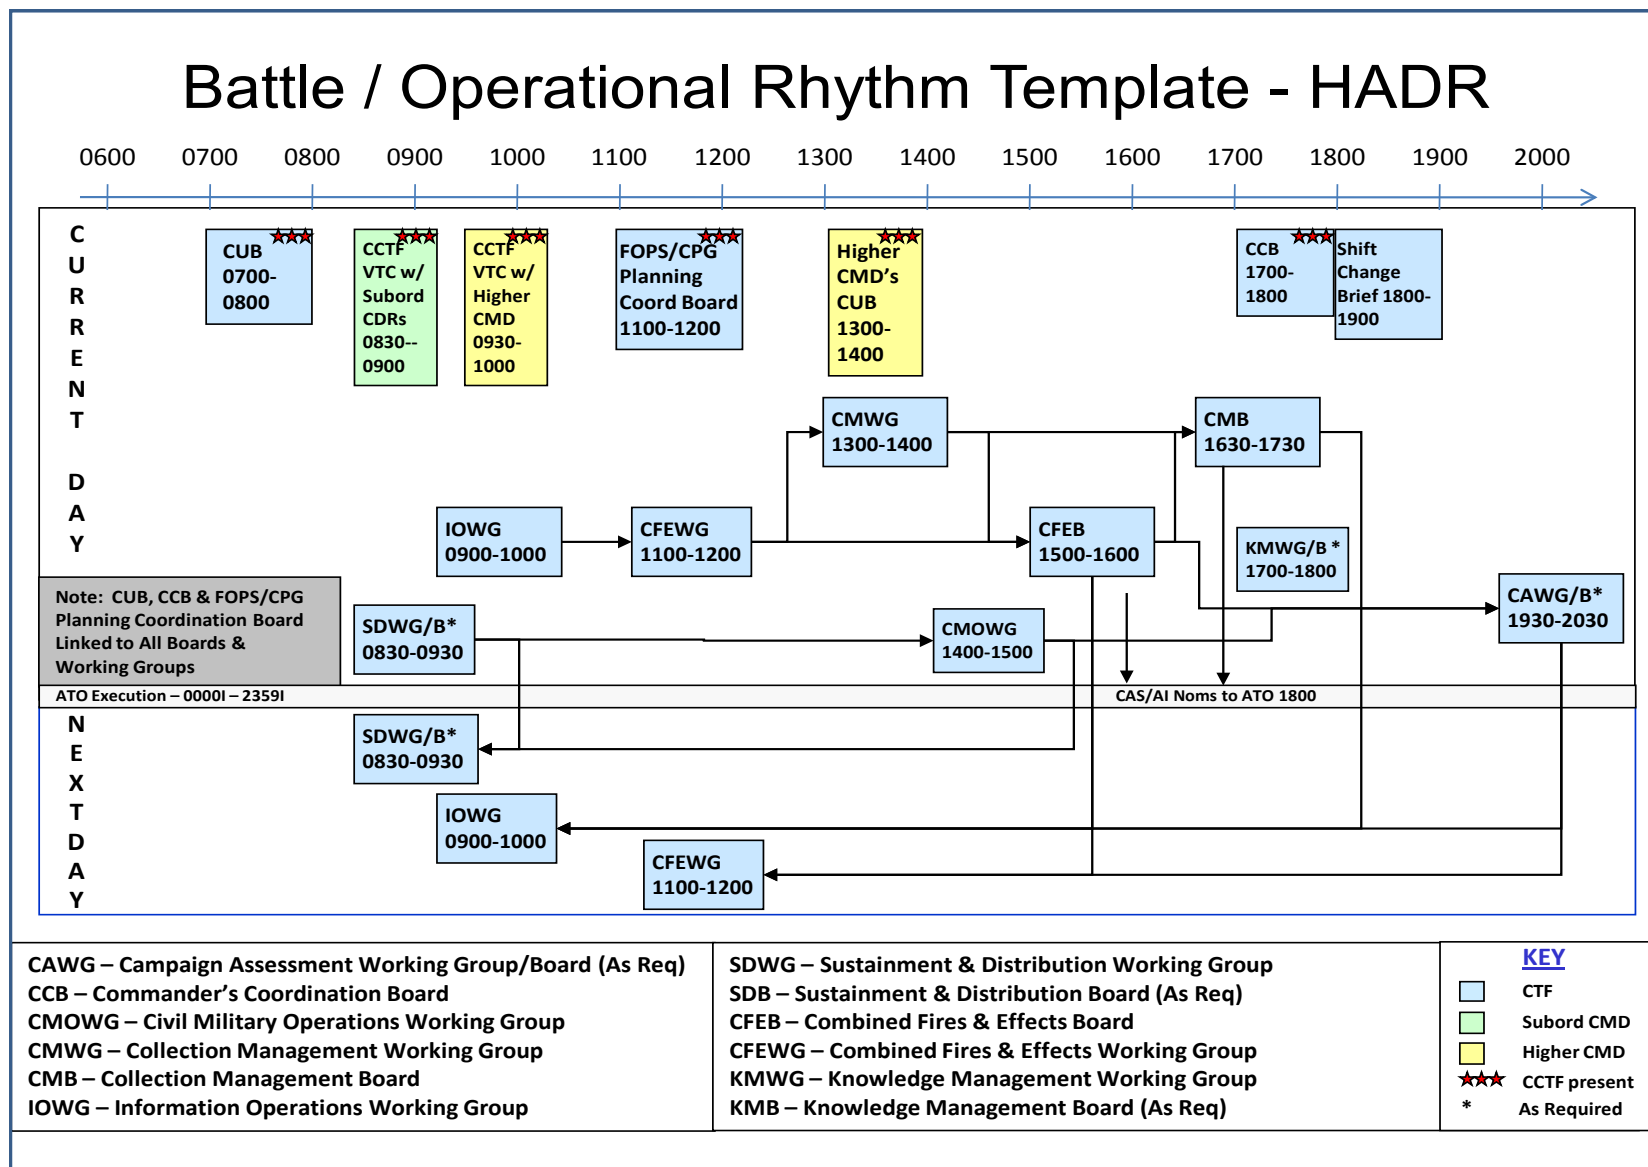 Battle / Operational Rhythm Template - HADR
0600 0700 0800 0900 1000 1100 1200 1300 1400 1500 1600 1700 1800 1900 2000
CURRENT DAY
CUB
0700-
0800
CCTF
VTC w/
Subord
CDRs
0830--
0900
CCTF
VTC w/
Higher
CMD
0930-
1000
FOPS/CPG
Planning
Coord Board
1100-1200
Higher
CMD's
CUB
1300-
1400
CCB
1700-
1800
Shift
Change
Brief 1800-
1900
CMWG
1300-1400
CMB
1630-1730
IOWG
0900-1000
CFEWG
1100-1200
CFEB
1500-1600
KMWG/B *
1700-1800
CAWG/B*
1930-2030
Note: CUB, CCB & FOPS/CPG
Planning Coordination Board
Linked to All Boards &
Working Groups
SDWG/B*
0830-0930
CMOWG
1400-1500
ATO Execution – 0000I – 2359I
CAS/AI Noms to ATO 1800
NEXT DAY
SDWG/B*
0830-0930
IOWG
0900-1000
CFEWG
1100-1200
CAWG – Campaign Assessment Working Group/Board (As Req)
CCB – Commander's Coordination Board
CMOWG – Civil Military Operations Working Group
CMWG – Collection Management Working Group
CMB – Collection Management Board
IOWG – Information Operations Working Group
SDWG – Sustainment & Distribution Working Group
SDB – Sustainment & Distribution Board (As Req)
CFEB – Combined Fires & Effects Board
CFEWG – Combined Fires & Effects Working Group
KMWG – Knowledge Management Working Group
KMB – Knowledge Management Board (As Req)
KEY
CTF
Subord CMD
Higher CMD
CCTF present
* As Required